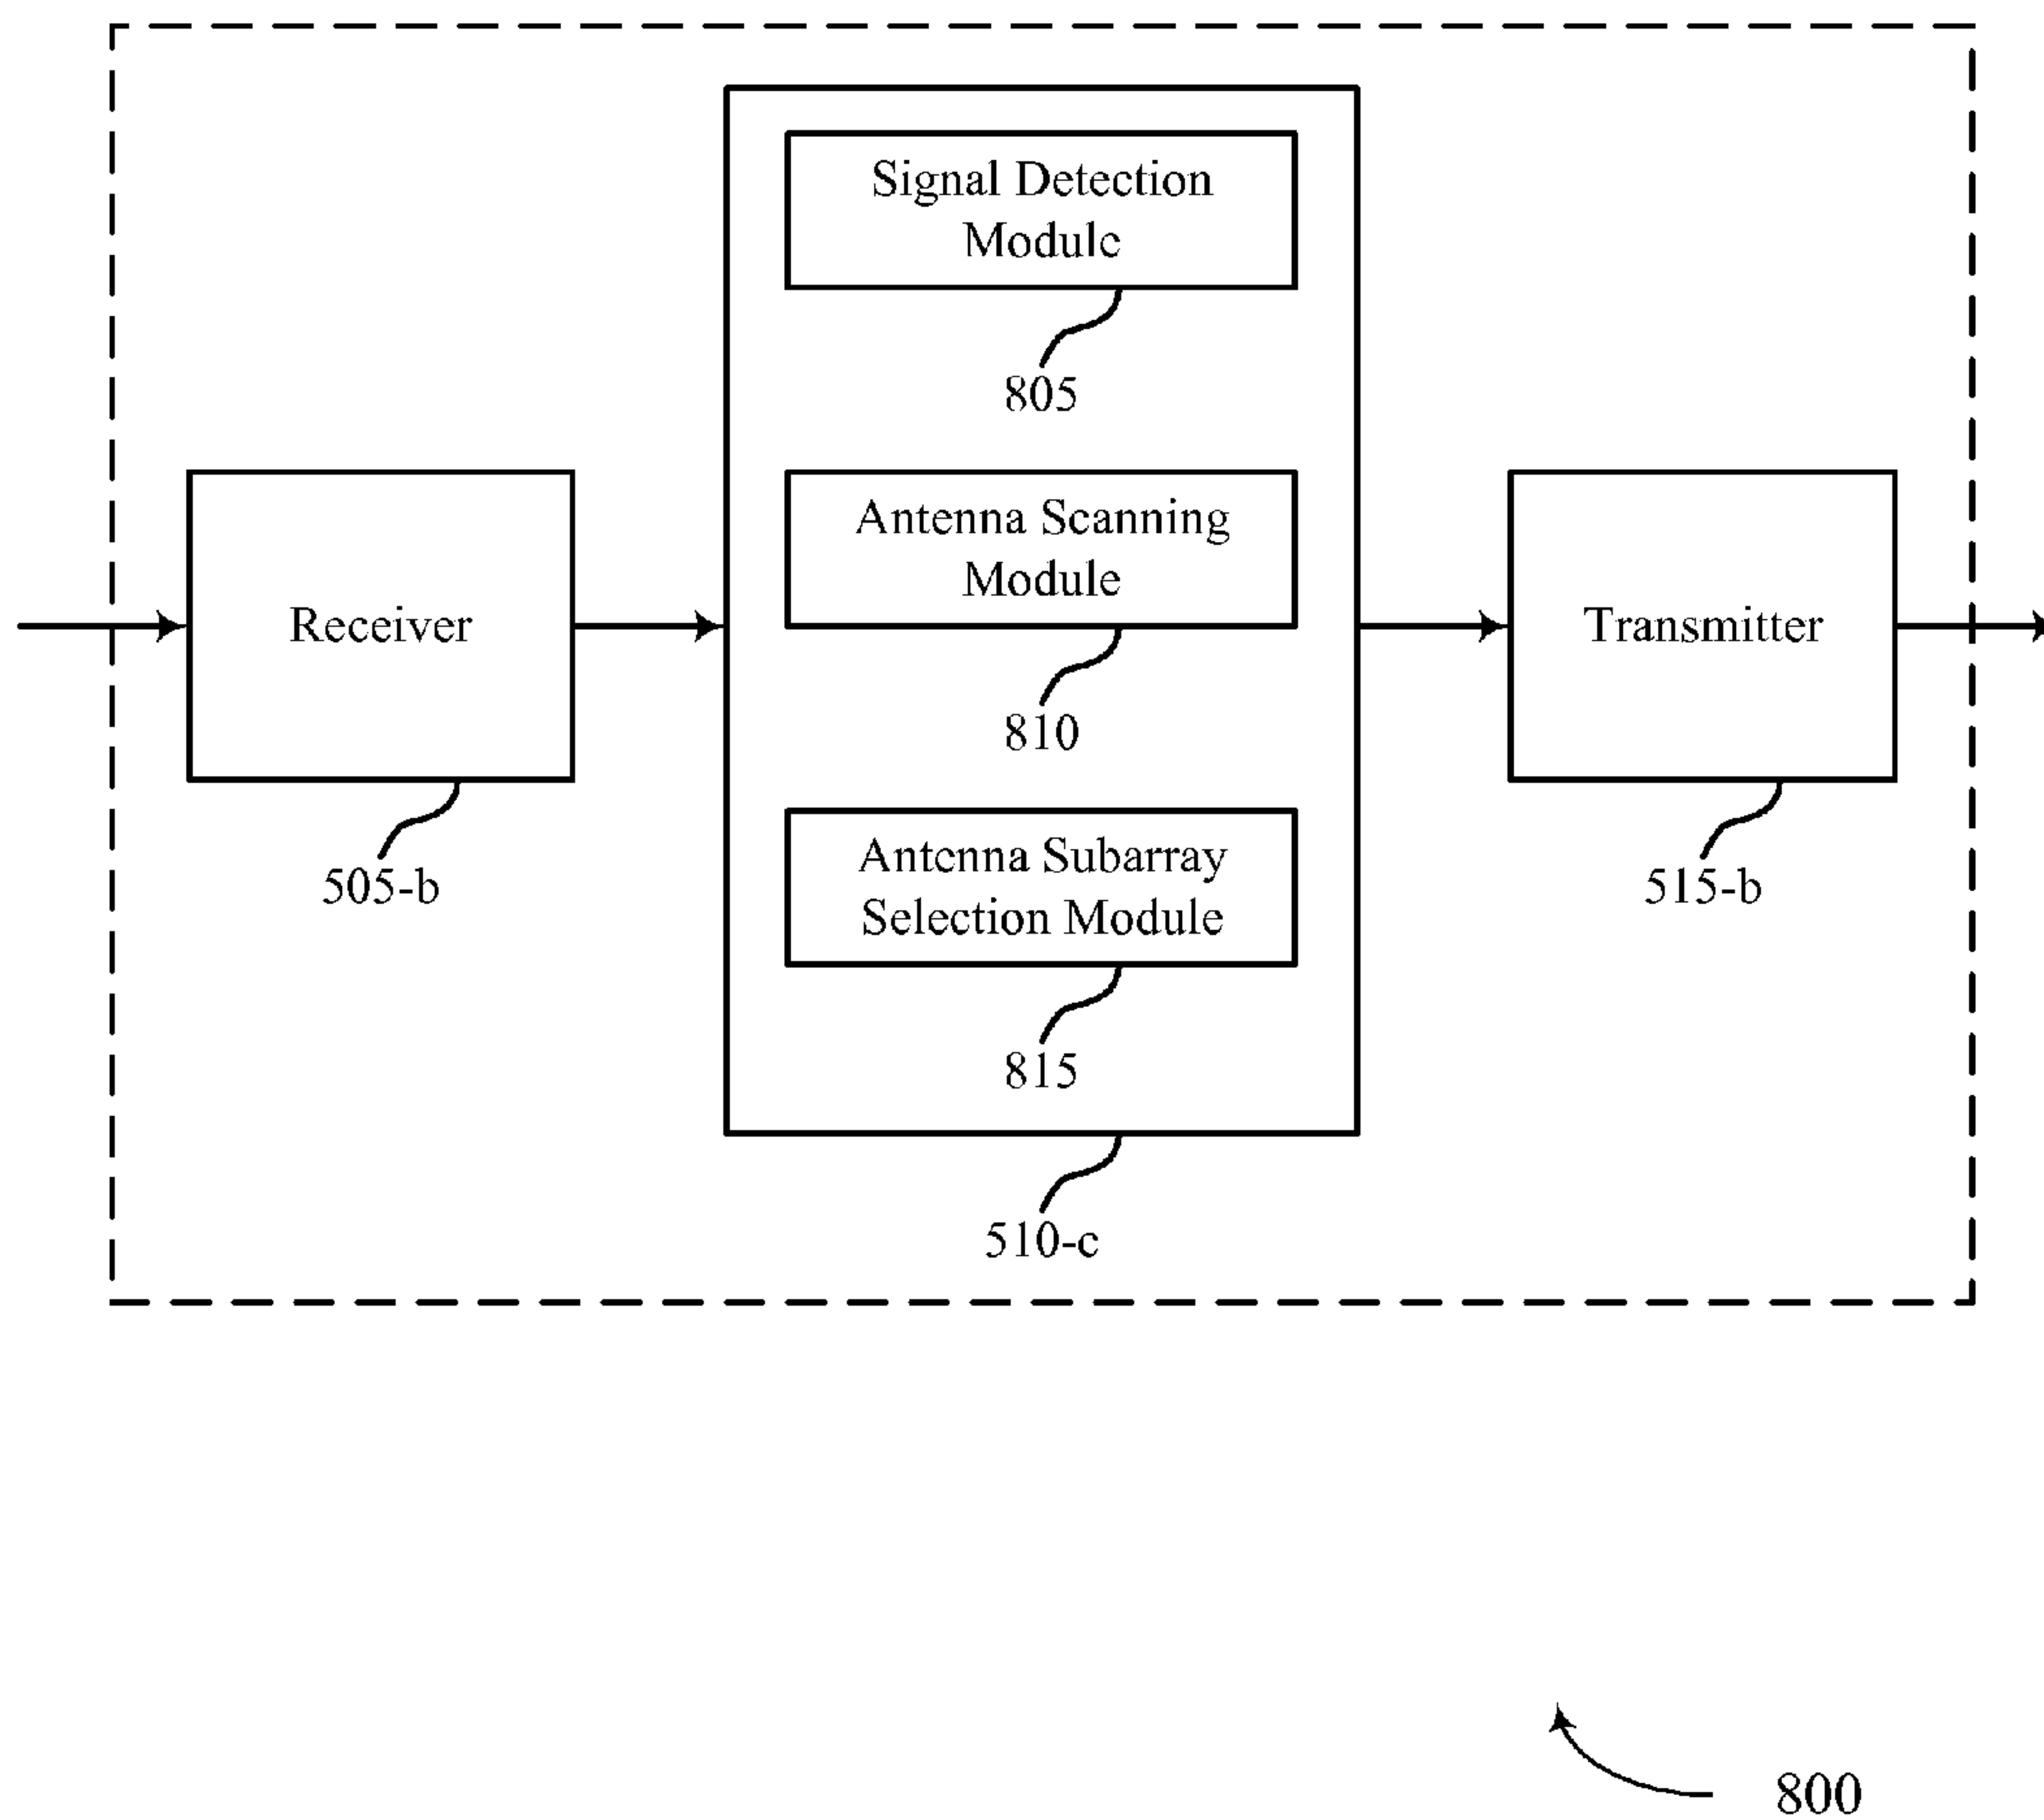 Signal Detection
Module
805
Antenna Scanning
Module
810
Receiver
505-b
Transmitter
515-b
Antenna Subarray
Selection Module
815
510-c
800